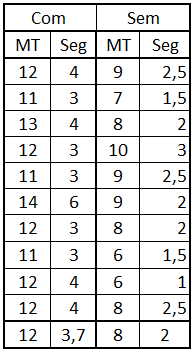 Com Sem
MT Seg MT Seg
12 4 9 2,5
11 3 7 1,5
13 4 8 2
12 3 10 3
11 3 9 2,5
14 6 9 2
12 3 8 2
11 3 6 1,5
12 4 6 1
12 4 8 2,5
12 3,7 8 2